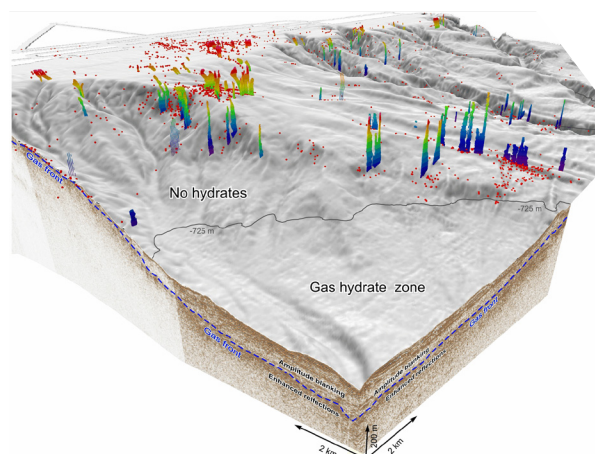 Gas front
No hydrates
-725 m
-725 m
Gas hydrate zone
Gas front
Gas front
Amplitude blanking
Enhanced reflections
Amplitude blanking
Enhanced reflections
200 m
2 km
2 km